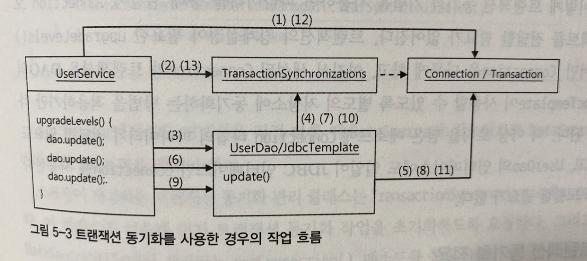 (1) (12)
UserService
(2) (13)
TransactionSynchronizations
Connection / Transaction
upgradeLevels() {
dao.update();
dao.update();
dao.update();.
}
(3)
(6)
(9)
(4) (7) (10)
UserDao/JdbcTemplate
update()
(5) (8) (11)
그림 5-3 트랜잭션 동기화를 사용한 경우의 작업 흐름